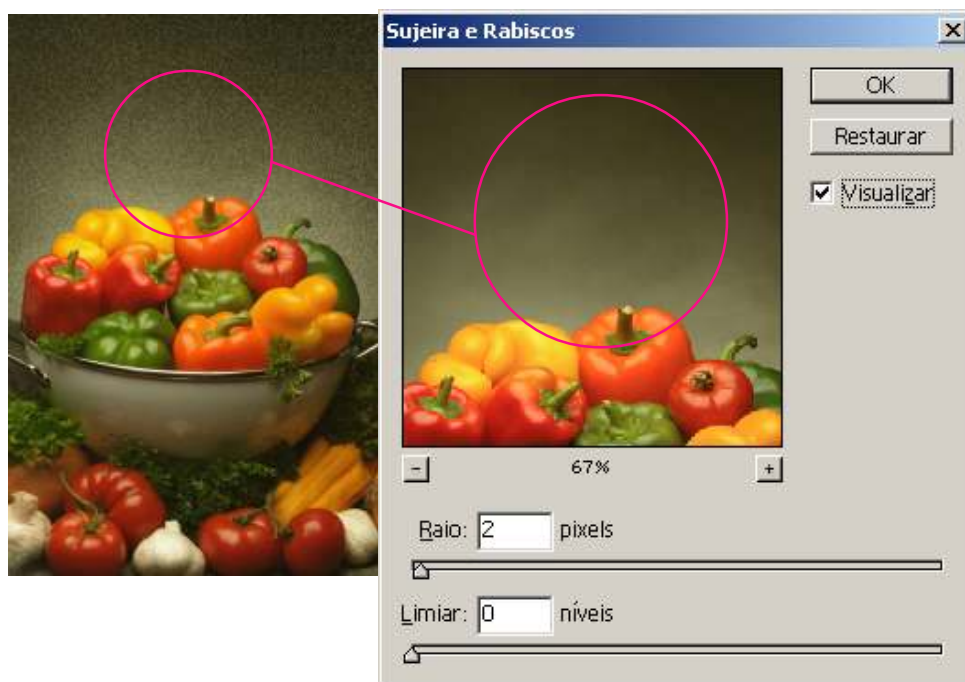 Sujeira e Rabiscos
OK
Restaurar
Visualizar
67%
Raio: 2 pixels
Limiar: 0 níveis